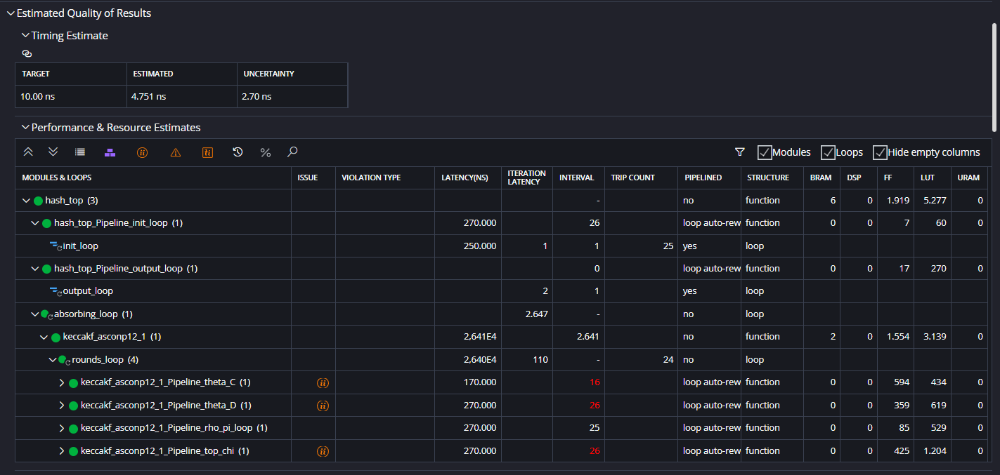 Estimated Quality of Results
Timing Estimate
TARGET ESTIMATED UNCERTAINTY
10.00 ns 4.751 ns 2.70 ns
Performance & Resource Estimates
Modules Loops Hide empty columns
MODULES & LOOPS ISSUE VIOLATION TYPE LATENCY(NS) ITERATION LATENCY INTERVAL TRIP COUNT PIPELINED STRUCTURE BRAM DSP FF LUT URAM
hash_top (3) - no function 6 0 1.919 5.277 0
hash_top_Pipeline_init_loop (1) 270.000 26 loop auto-rew function 0 0 7 60 0
init_loop 250.000 1 1 25 yes loop
hash_top_Pipeline_output_loop (1) 0 loop auto-rew function 0 0 17 270 0
output_loop 2 1 yes loop
absorbing_loop (1) 2.647 - no loop
keccakf_asconp12_1 (1) 2,641E4 2.641 no function 2 0 1.554 3.139 0
rounds_loop (4) 2,640E4 110 - 24 no loop
keccakf_asconp12_1_Pipeline_theta_C (1) 170.000 16 loop auto-rew function 0 0 594 434 0
keccakf_asconp12_1_Pipeline_theta_D (1) 270.000 26 loop auto-rew function 0 0 359 619 0
keccakf_asconp12_1_Pipeline_rho_pi_loop (1) 270.000 25 loop auto-rew function 0 0 85 529 0
keccakf_asconp12_1_Pipeline_top_chi (1) 270.000 26 loop auto-rew function 0 0 425 1.204 0